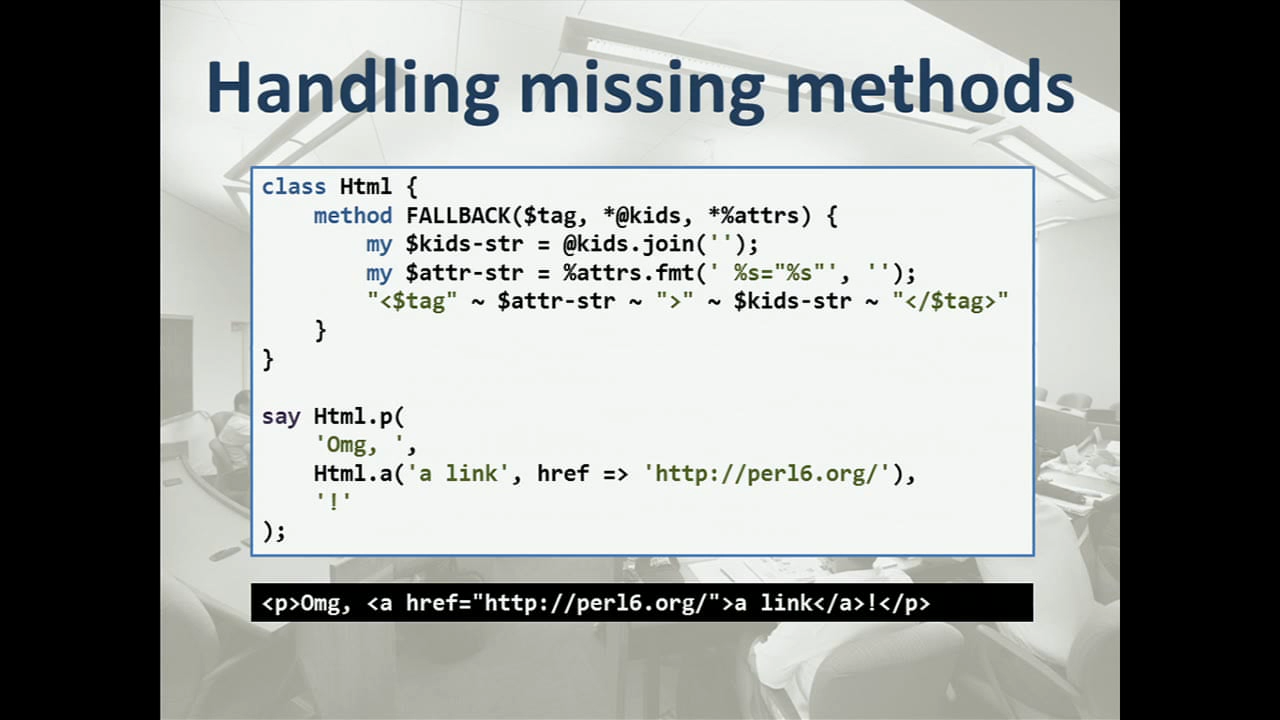 Handling missing methods
class Html {
    method FALLBACK($tag, *@kids, *%attrs) {
        my $kids-str = @kids.join('');
        my $attr-str = %attrs.fmt(' %s="%s"', '');
        "<$tag" ~ $attr-str ~ ">" ~ $kids-str ~ "</$tag>"
    }
}
say Html.p(
    'Omg, ',
    Html.a('a link', href => 'http://perl6.org/'),
    '!'
);
<p>Omg, <a href="http://perl6.org/">a link</a>!</p>